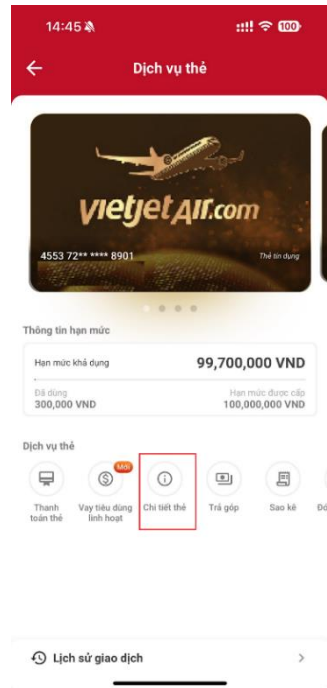 14:45
100
Dịch vụ thẻ
vietjetAir.com
4553 72** **** 8901
Thẻ tín dụng
Thông tin hạn mức
Hạn mức khả dụng
99,700,000 VND
Đã dùng
Hạn mức được cấp
300,000 VND
100,000,000 VND
Dịch vụ thẻ
Mới
Thanh toán thẻ
Vay tiêu dùng linh hoạt
Chi tiết thẻ
Trả góp
Sao kê
Lịch sử giao dịch